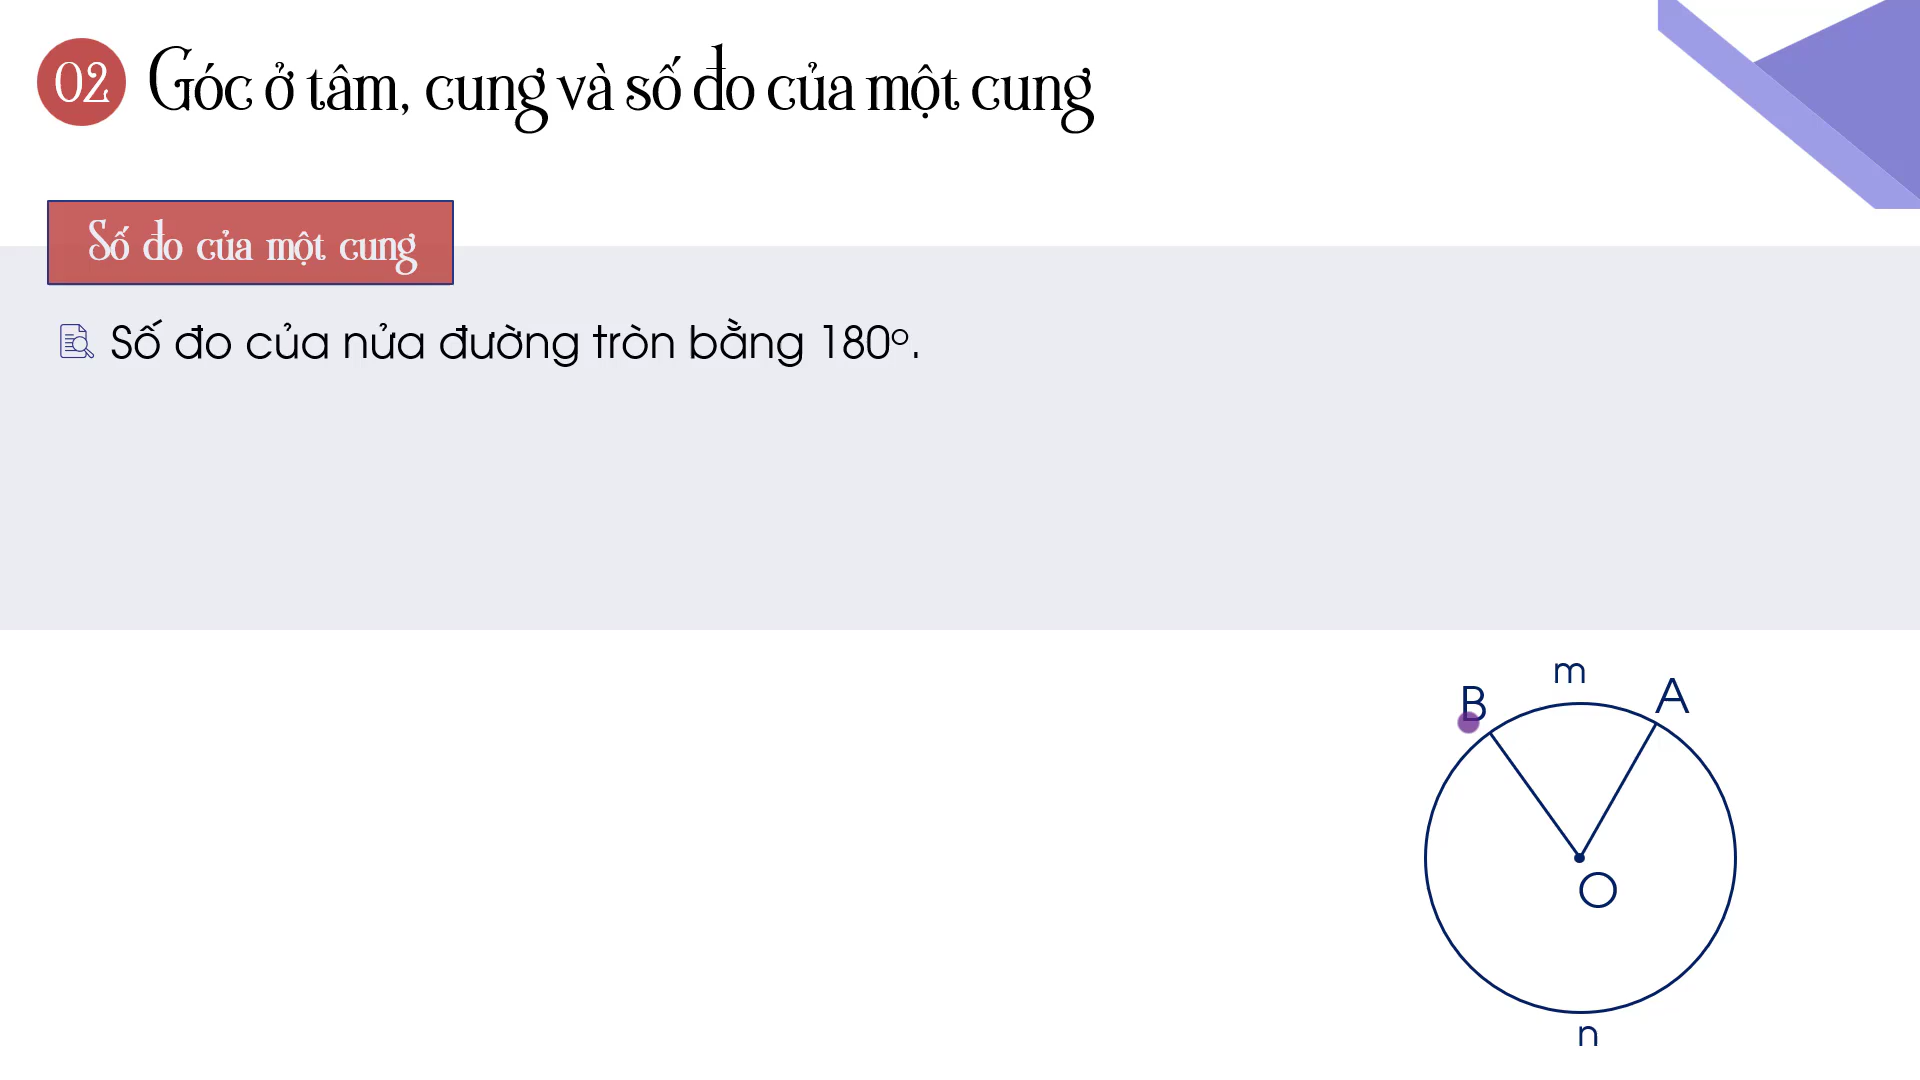 02 Góc ở tâm, cung và số đo của một cung
Số đo của một cung
Số đo của nửa đường tròn bằng 180º.
m
B
A
O
n